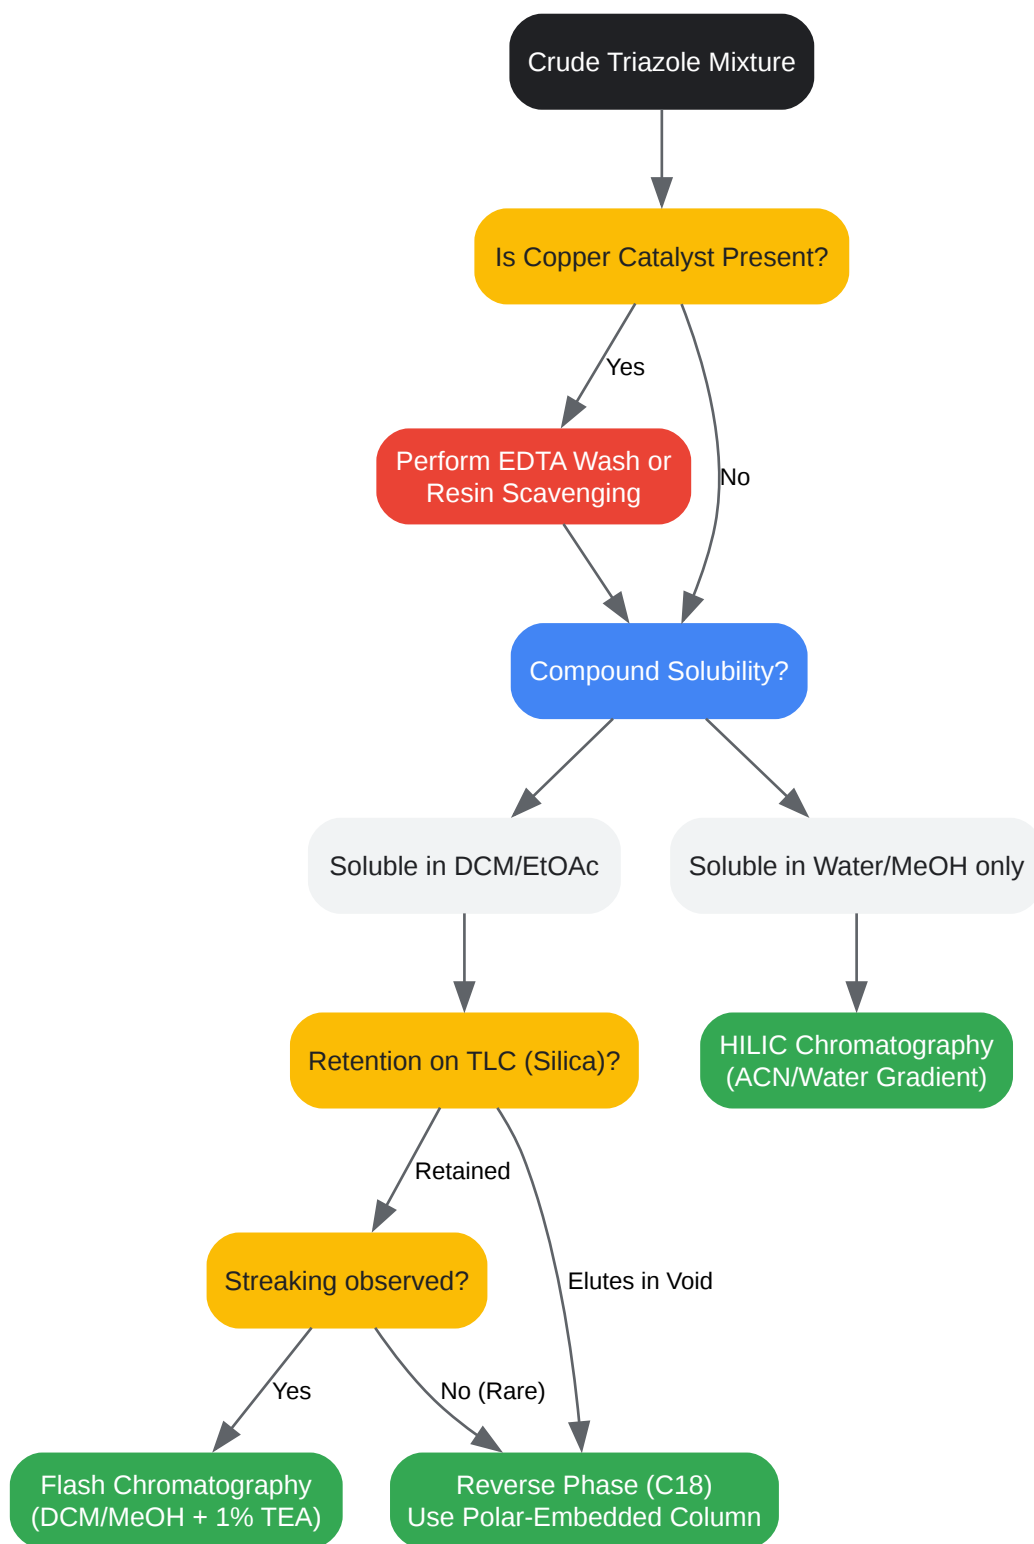 Crude Triazole Mixture
Is Copper Catalyst Present?
Yes
Perform EDTA Wash or
Resin Scavenging
No
Compound Solubility?
Soluble in DCM/EtOAc
Soluble in Water/MeOH only
Retention on TLC (Silica)?
HILIC Chromatography
(ACN/Water Gradient)
Retained
Streaking observed?
Elutes in Void
Yes
No (Rare)
Flash Chromatography
(DCM/MeOH + 1% TEA)
Reverse Phase (C18)
Use Polar-Embedded Column